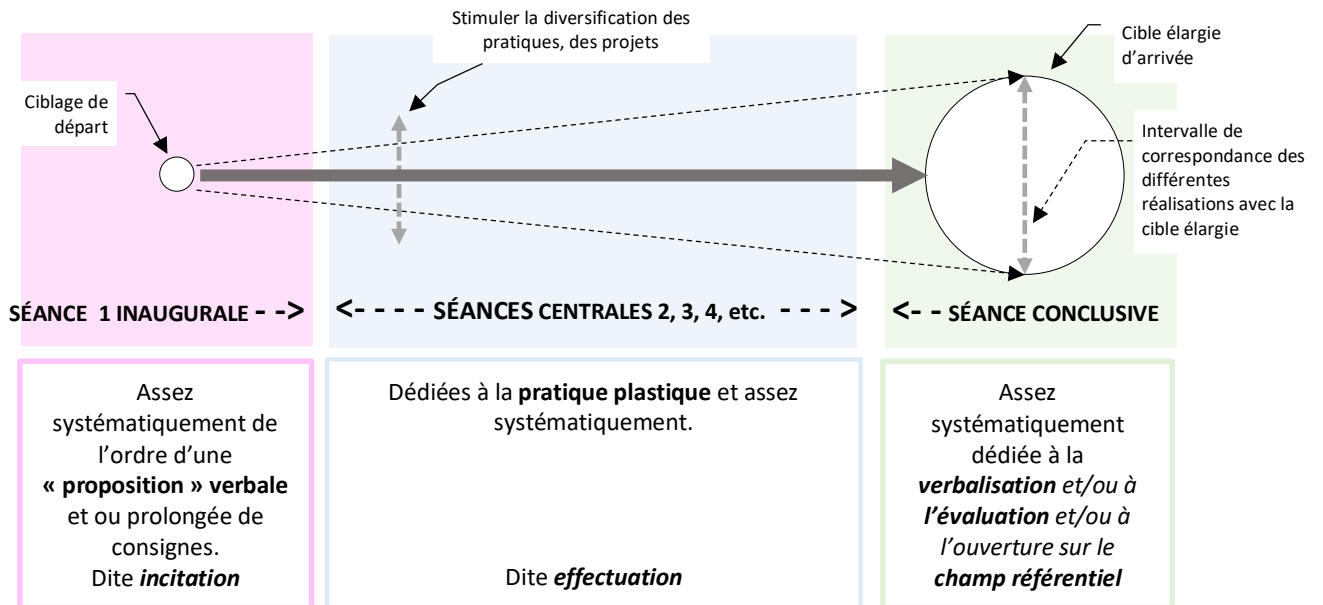 Stimuler la diversification des
pratiques, des projets
Ciblage de
départ
Cible élargie
d'arrivée
Intervalle de
correspondance des
différentes
réalisations avec la
cible élargie
SÉANCE 1 INAUGURALE - ->
<- - - - SÉANCES CENTRALES 2, 3, 4, etc. - - - >
<- - SÉANCE CONCLUSIVE
Assez
systématiquement de
l'ordre d'une
« proposition » verbale
et ou prolongée de
consignes.
Dite incitation
Dédiées à la pratique plastique et assez
systématiquement.
Dite effectuation
Assez
systématiquement
dédiée à la
verbalisation et/ou à
l'évaluation et/ou à
l'ouverture sur le
champ référentiel